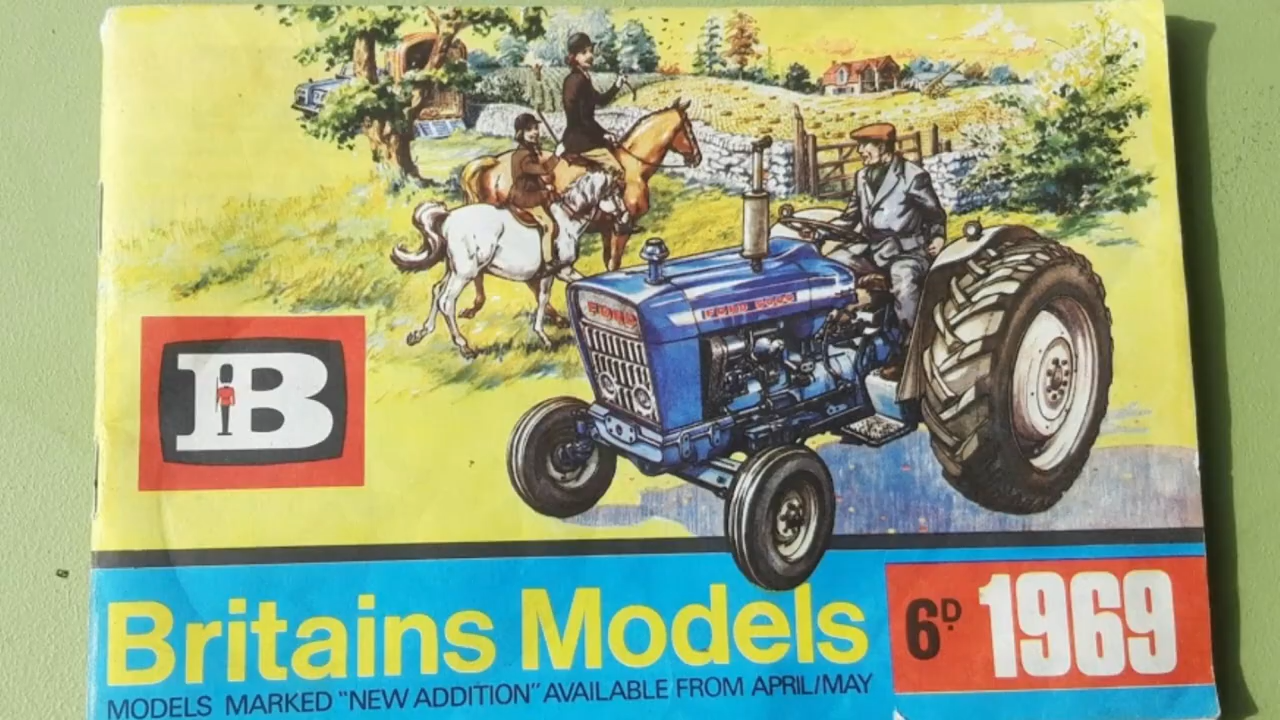 FORD
FORD 5000
B
Britains Models
MODELS MARKED "NEW ADDITION" AVAILABLE FROM APRIL/MAY
6D.
1969